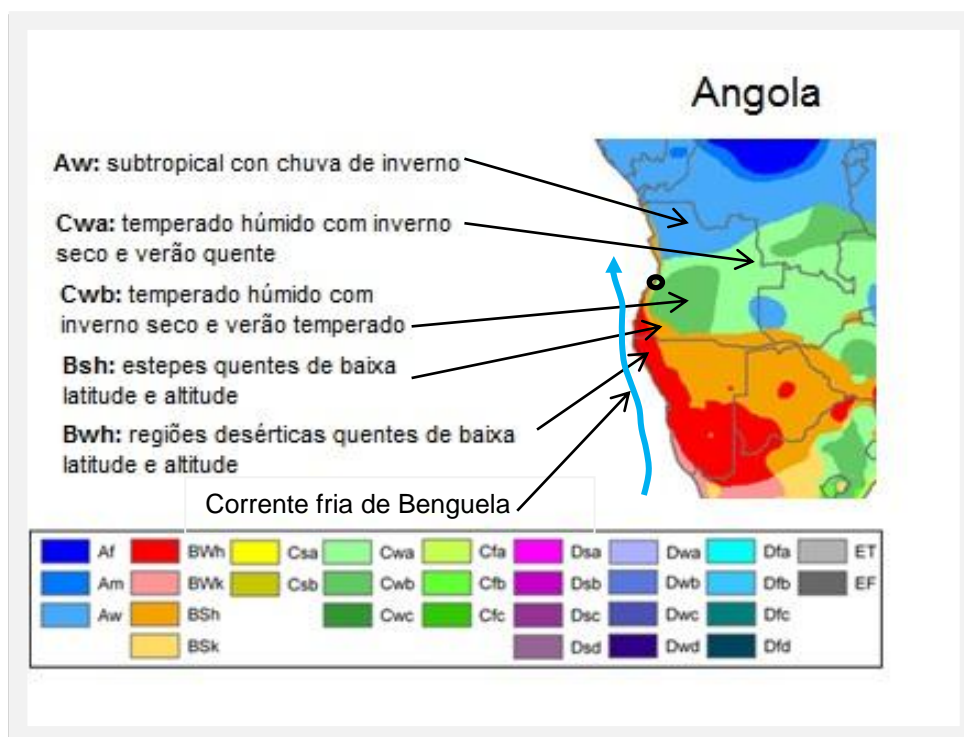 Angola
Aw: subtropical con chuva de inverno
Cwa: temperado húmido com inverno
seco e verão quente
Cwb: temperado húmido com
inverno seco e verão temperado
Bsh: estepes quentes de baixa
latitude e altitude
Bwh: regiões desérticas quentes de baixa
latitude e altitude
Corrente fria de Benguela
Af BWh Csa Cwa Cfa Dsa Dwa Dfa ET
Am BWk Csb Cwb Cfb Dsb Dwb Dfb EF
Aw BSh Cwc Cfc Dsc Dwc Dfc
BSk Dsd Dwd Dfd